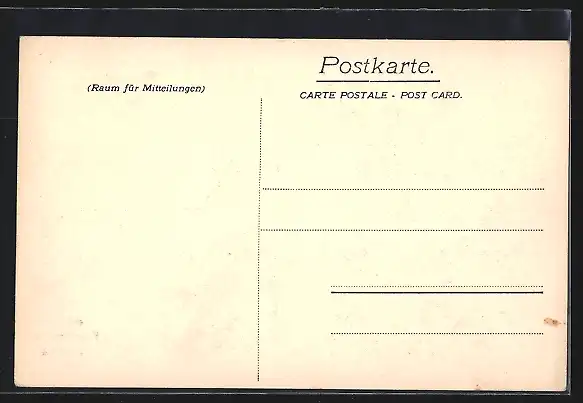 Postkarte.
(Raum für Mitteilungen)
CARTE POSTALE - POST CARD.